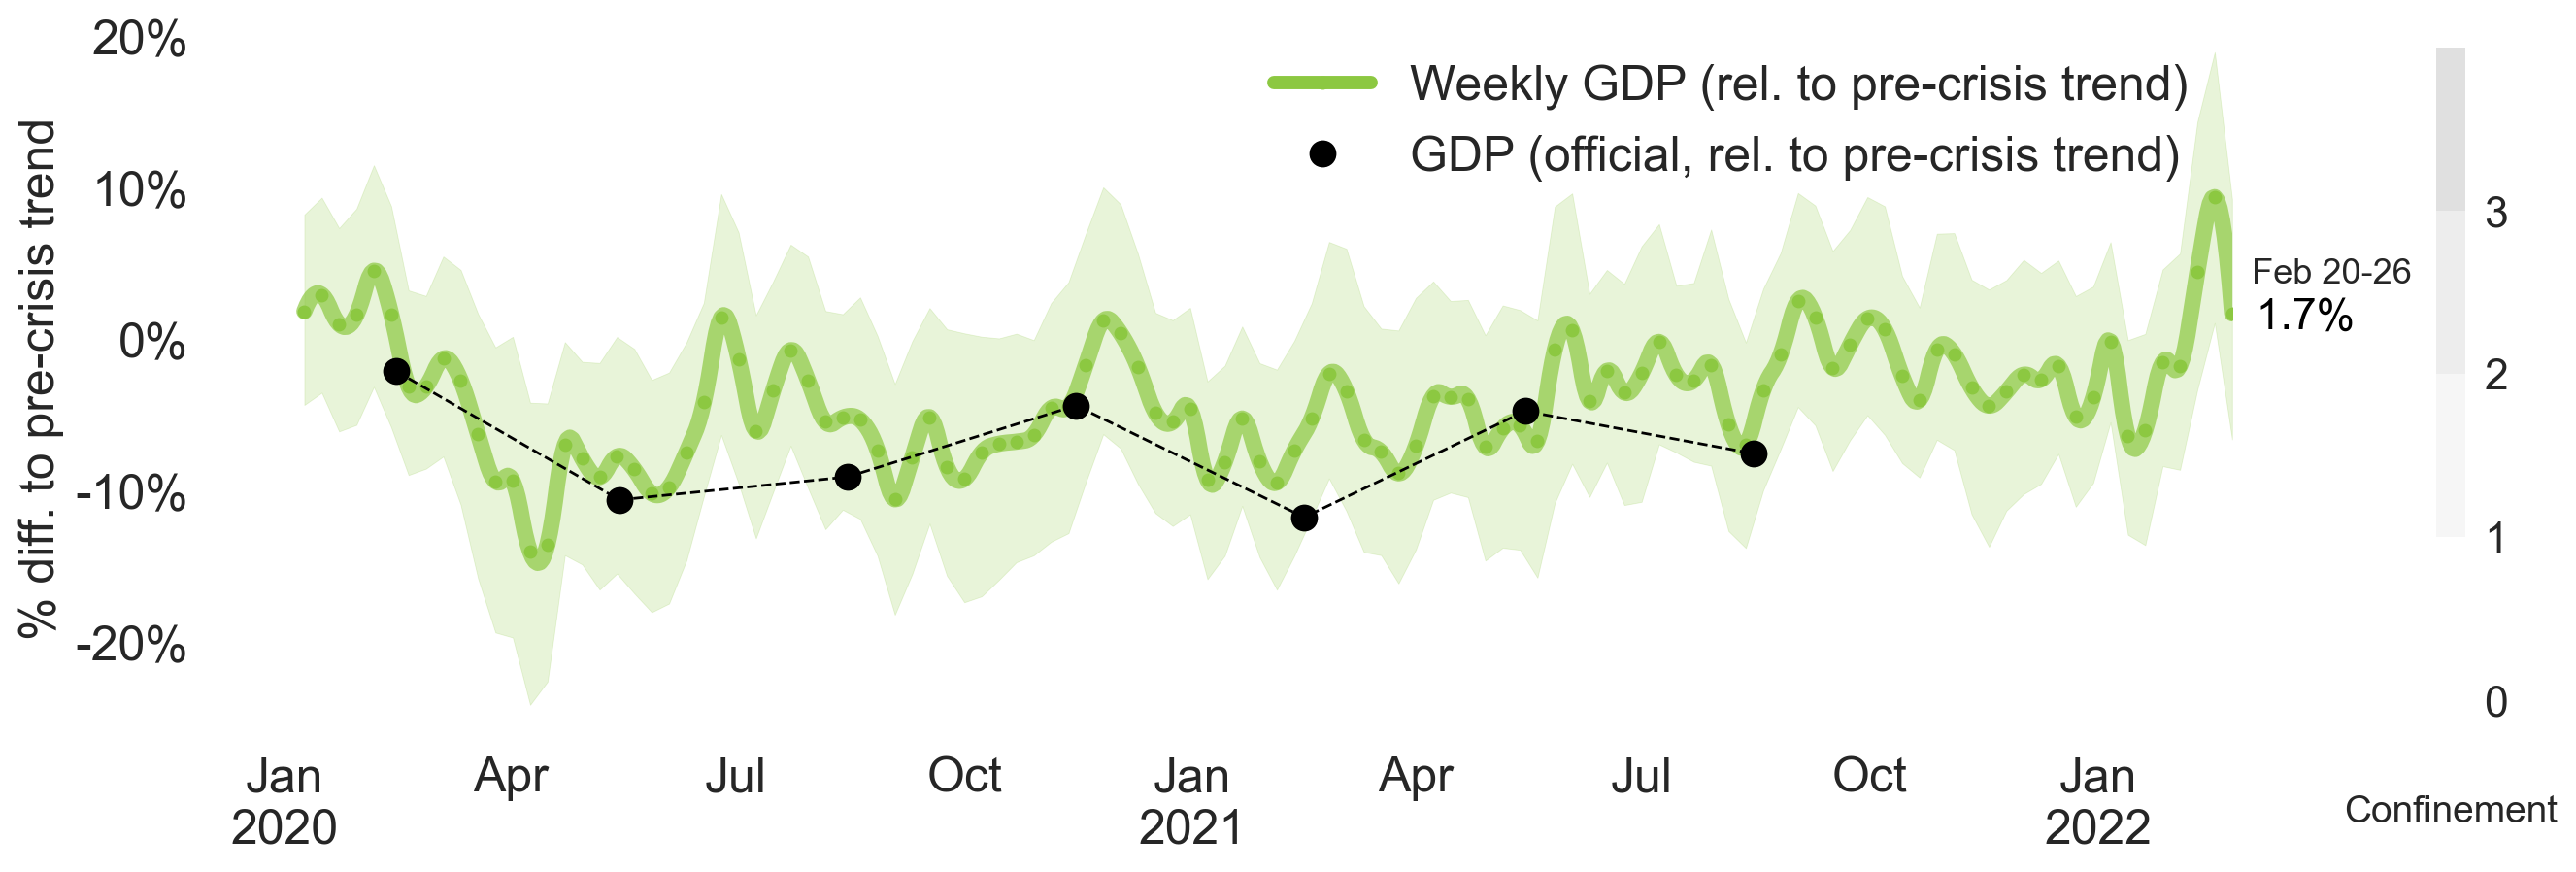 % diff. to pre-crisis trend
20%
10%
0%
-10%
-20%
Weekly GDP (rel. to pre-crisis trend)
GDP (official, rel. to pre-crisis trend)
Feb 20-26
1.7%
3
2
1
0
Jan
2020
Apr
Jul
Oct
Jan
2021
Apr
Jul
Oct
Jan
2022
Confinement